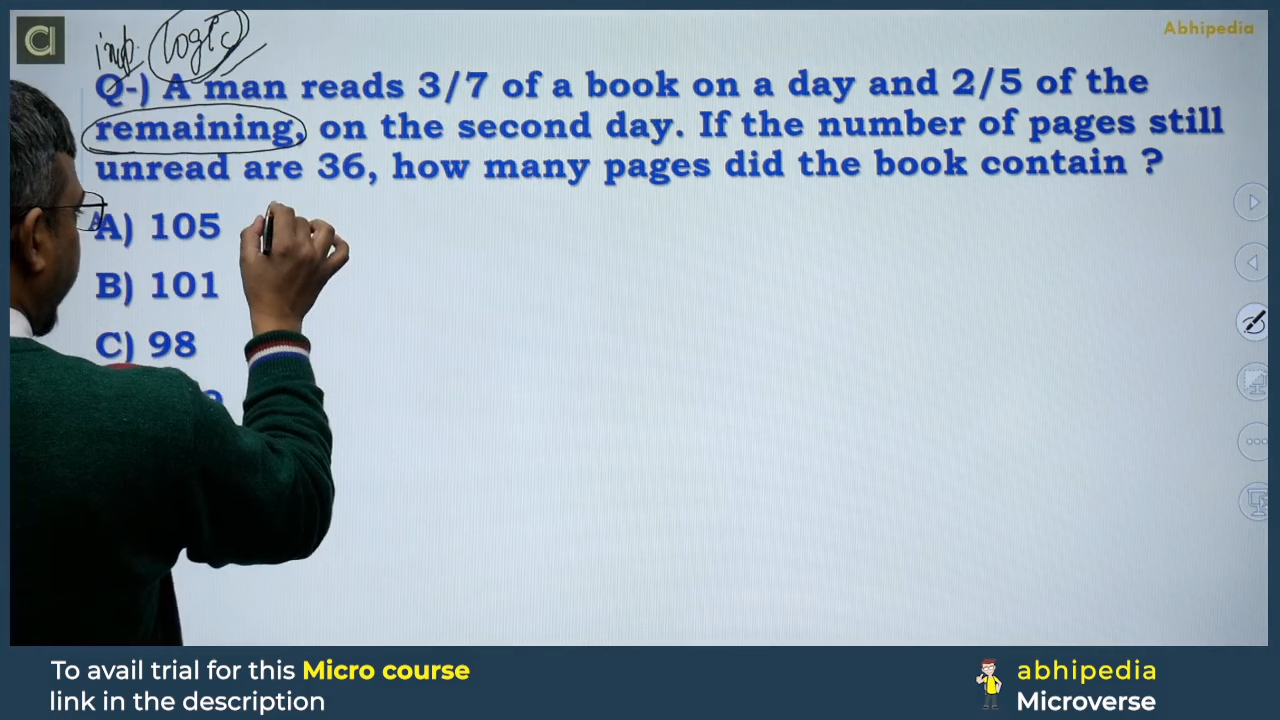 Abhipedia
imp. logic
Q-) A man reads 3/7 of a book on a day and 2/5 of the
remaining, on the second day. If the number of pages still
unread are 36, how many pages did the book contain ?
A) 105
B) 101
C) 98
To avail trial for this Micro course
link in the description
abhipedia
Microverse